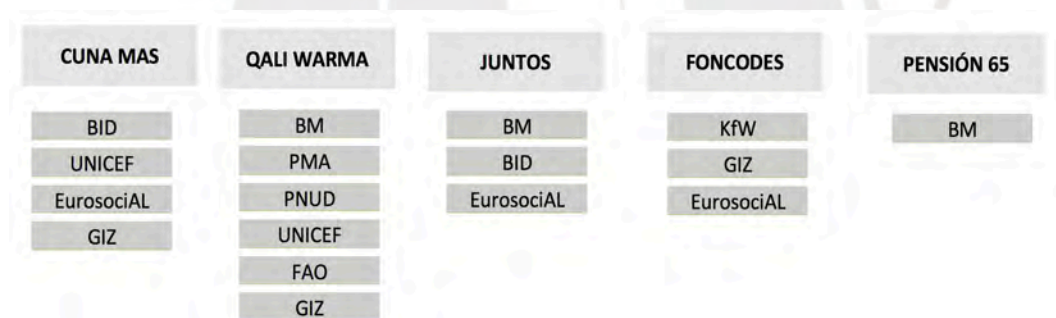 CUNA MAS
BID
UNICEF
EurosociAL
GIZ
QALI WARMA
BM
PMA
PNUD
UNICEF
FAO
GIZ
JUNTOS
BM
BID
EurosociAL
FONCODES
KfW
GIZ
EurosociAL
PENSIÓN 65
BM